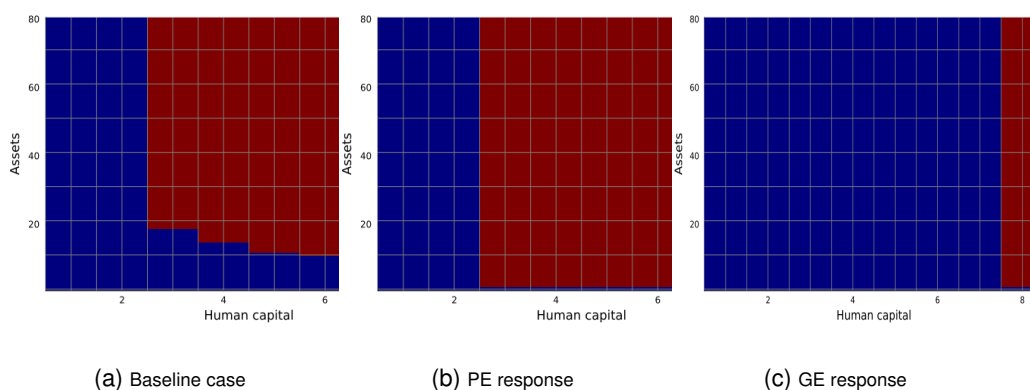 80 80 80
60 60 60
Assets Assets Assets
40 40 40
20 20 20
2 4 6 2 4 6 2 4 6 8
Human capital Human capital Human capital
(a) Baseline case (b) PE response (c) GE response